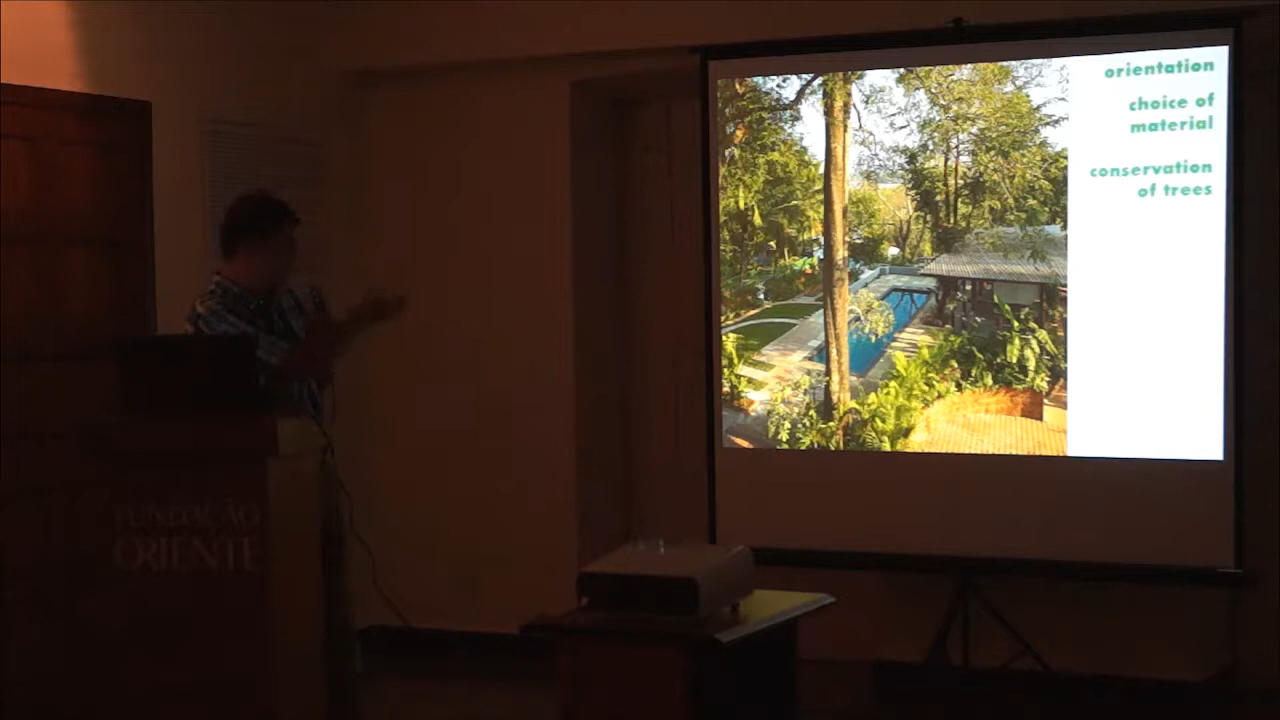 orientation
choice of
material
conservation
of trees
FUNDAÇÃO
ORIENTE